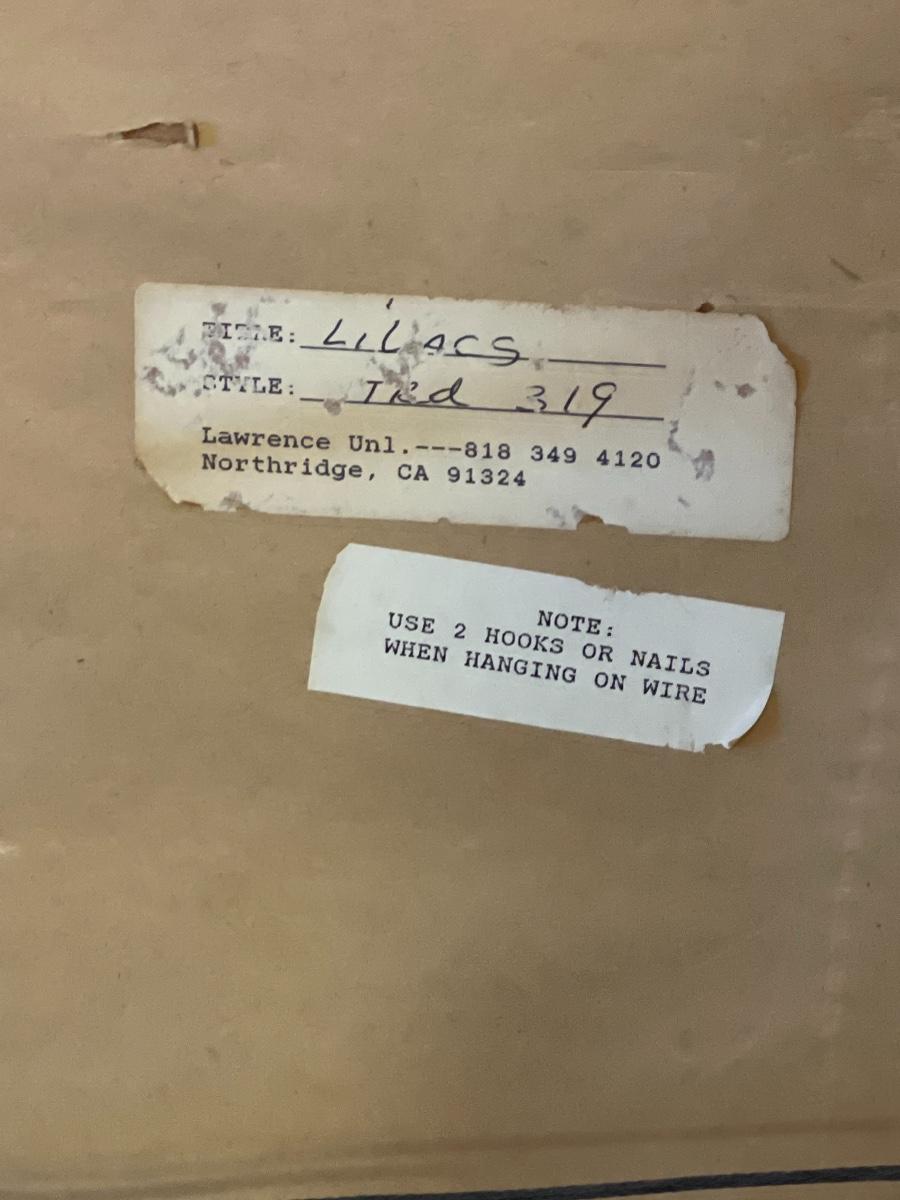 TITLE: LiLACS
STYLE: Trd 319
Lawrence Unl.---818 349 4120
Northridge, CA 91324
NOTE:
USE 2 HOOKS OR NAILS
WHEN HANGING ON WIRE